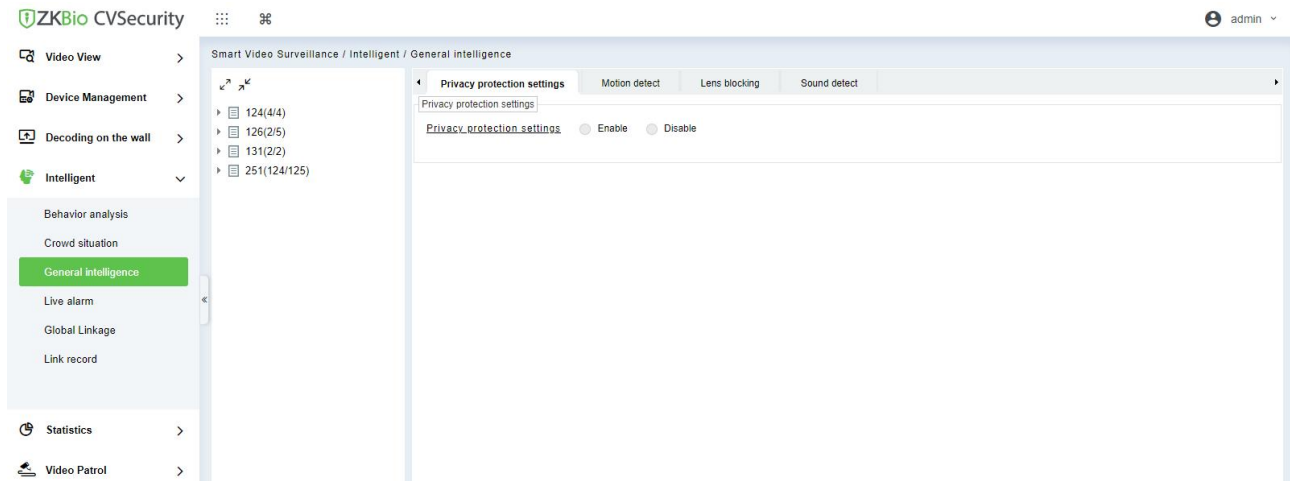 ZKBio CVSecurity
admin
Video View
Device Management
Decoding on the wall
Intelligent
Behavior analysis
Crowd situation
General intelligence
Live alarm
Global Linkage
Link record
Statistics
Video Patrol
Smart Video Surveillance / Intelligent / General intelligence
124(4/4)
126(2/5)
131(2/2)
251(124/125)
Privacy protection settings Motion detect Lens blocking Sound detect
Privacy protection settings
Privacy protection settings Enable Disable